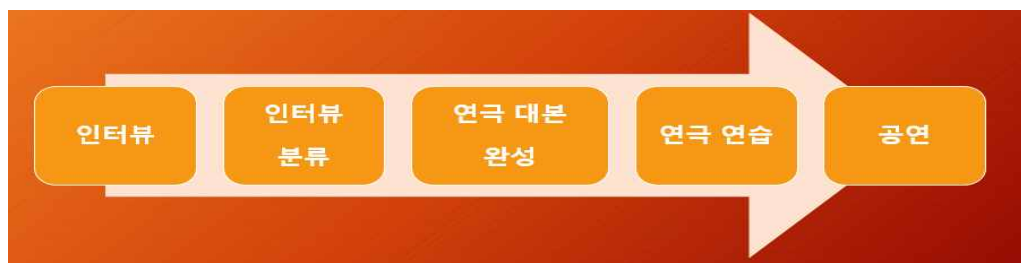 인터뷰
인터뷰
분류
연극 대본
완성
연극 연습
공연